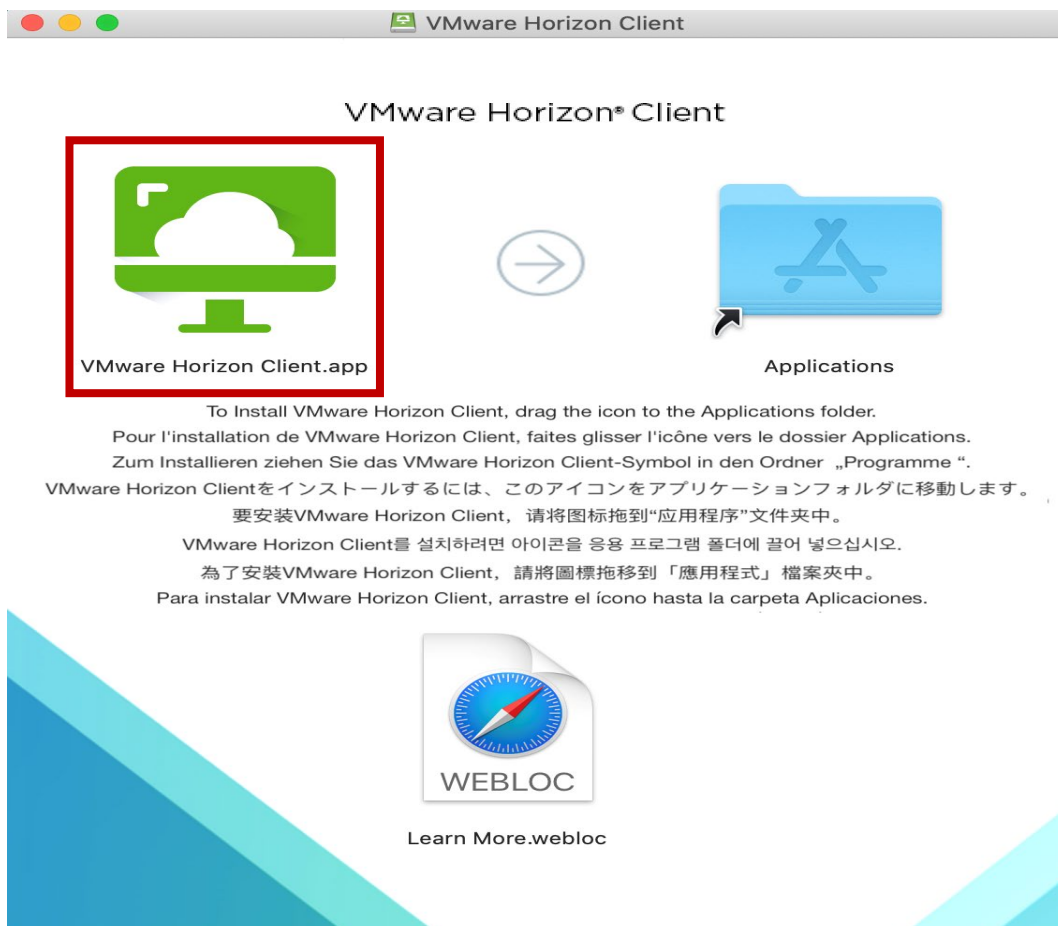 VMware Horizon Client
VMware Horizon® Client
VMware Horizon Client.app
Applications
To Install VMware Horizon Client, drag the icon to the Applications folder.
Pour l'installation de VMware Horizon Client, faites glisser l'icône vers le dossier Applications.
Zum Installieren ziehen Sie das VMware Horizon Client-Symbol in den Ordner „Programme “.
VMware Horizon Clientをインストールするには、このアイコンをアプリケーションフォルダに移動します。
要安装VMware Horizon Client，请将图标拖到“应用程序”文件夹中。
VMware Horizon Client를 설치하려면 아이콘을 응용 프로그램 폴더에 끌어 넣으십시오.
為了安裝VMware Horizon Client，請將圖標拖移到「應用程式」檔案夾中。
Para instalar VMware Horizon Client, arrastre el ícono hasta la carpeta Aplicaciones.
WEBLOC
Learn More.webloc